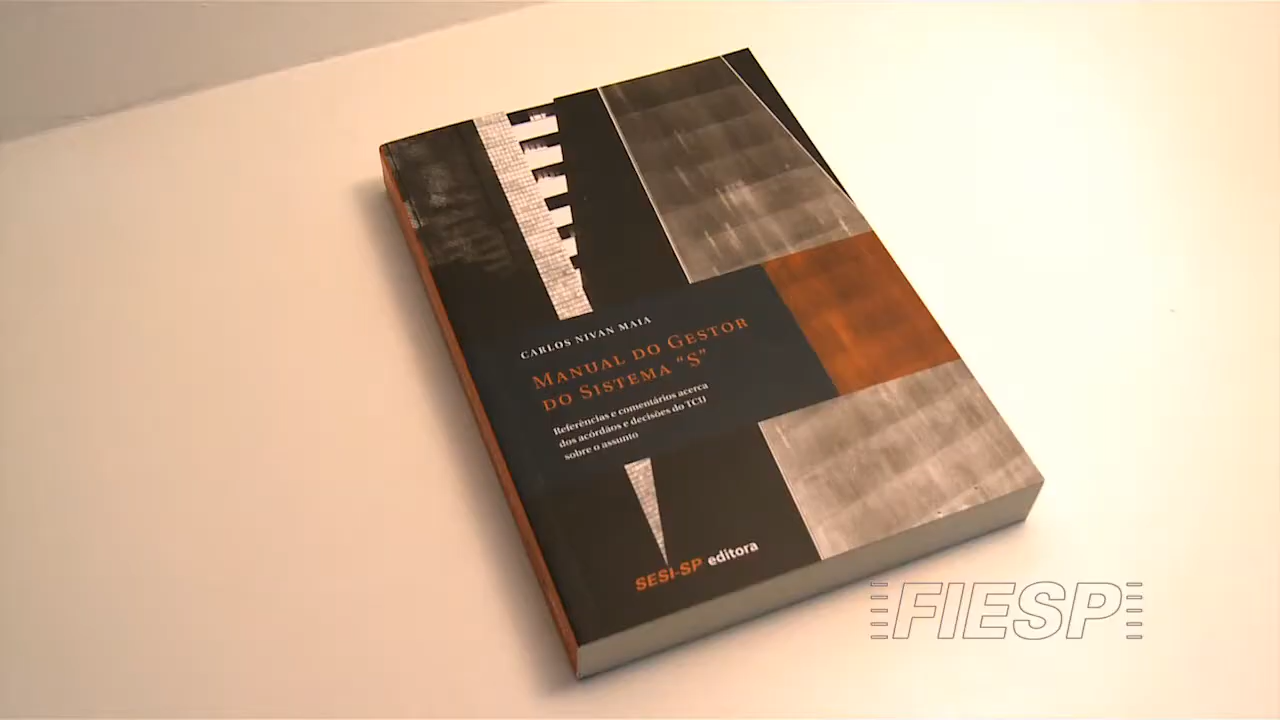 CARLOS NIVAN MAIA
MANUAL DO GESTOR
DO SISTEMA “S”
Referências e comentários acerca
dos acórdãos e decisões do TCU
sobre o assunto
SESI-SP editora
FIESP